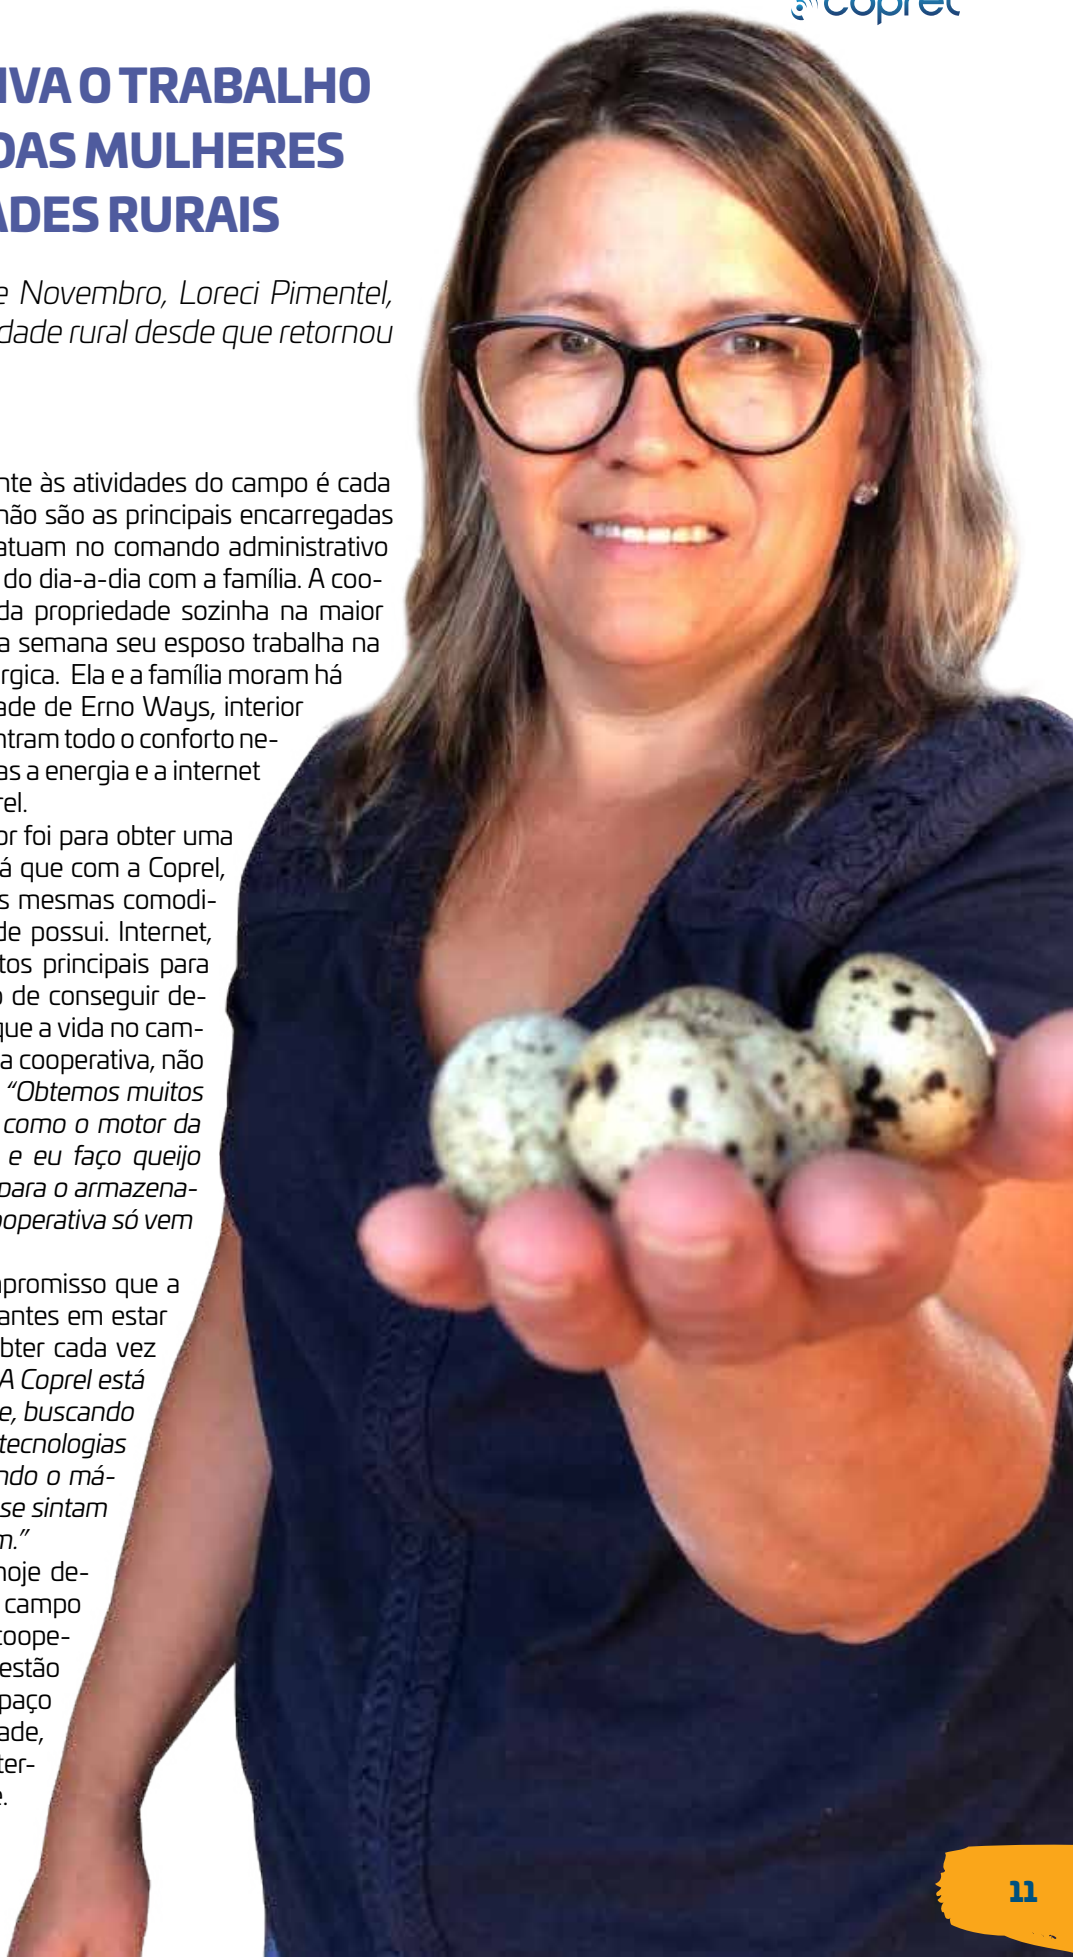 coprel
IVA O TRABALHO
DAS MULHERES
ADES RURAIS
e Novembro, Loreci Pimentel,
dade rural desde que retornou
nte às atividades do campo é cada
não são as principais encarregadas
atuam no comando administrativo
do dia-a-dia com a família. A coo-
da propriedade sozinha na maior
a semana seu esposo trabalha na
rgica. Ela e a família moram há
ade de Erno Ways, interior
ntram todo o conforto ne-
as a energia e a internet
rel.
or foi para obter uma
á que com a Coprel,
s mesmas comodi-
de possui. Internet,
tos principais para
o de conseguir de-
que a vida no cam-
a cooperativa, não
“Obtemos muitos
como o motor da
e eu faço queijo
para o armazena-
ooperativa só vem
mpromisso que a
antes em estar
obter cada vez
A Coprel está
e, buscando
tecnologias
ndo o má-
se sintam
m.”
hoje de-
campo
coope-
estão
paço
ade,
ter-
e.
11